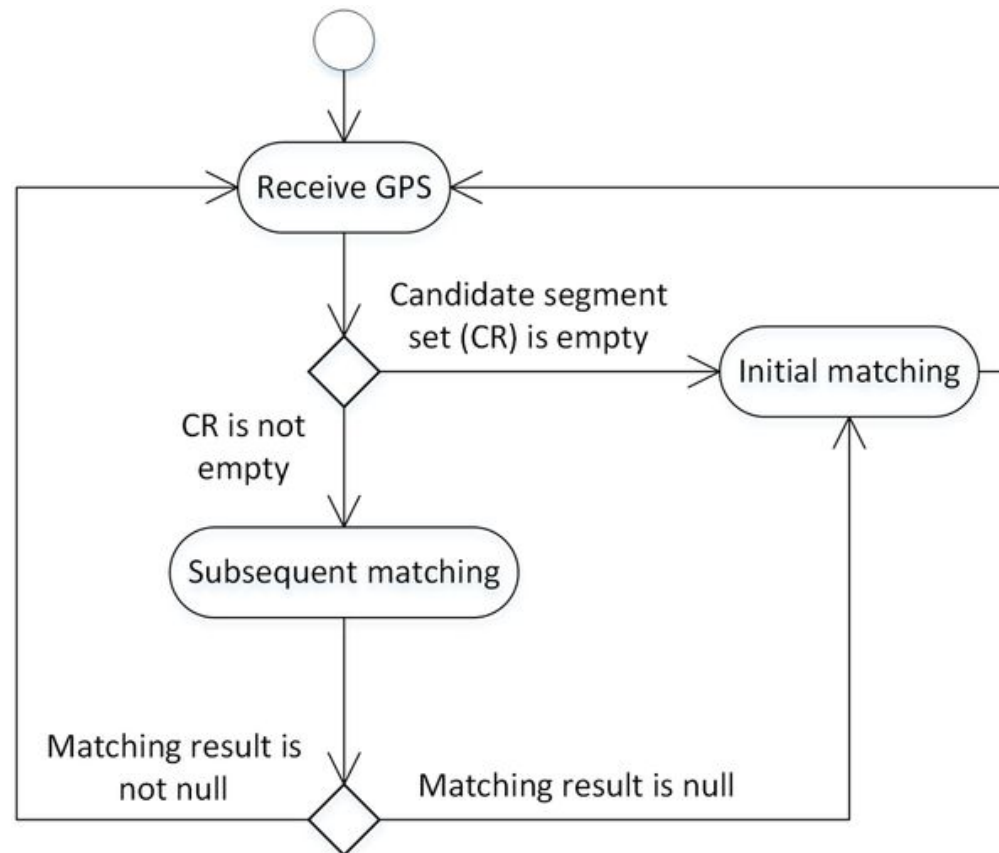 Receive GPS
Candidate segment
set (CR) is empty
Initial matching
CR is not
empty
Subsequent matching
Matching result is
not null
Matching result is null